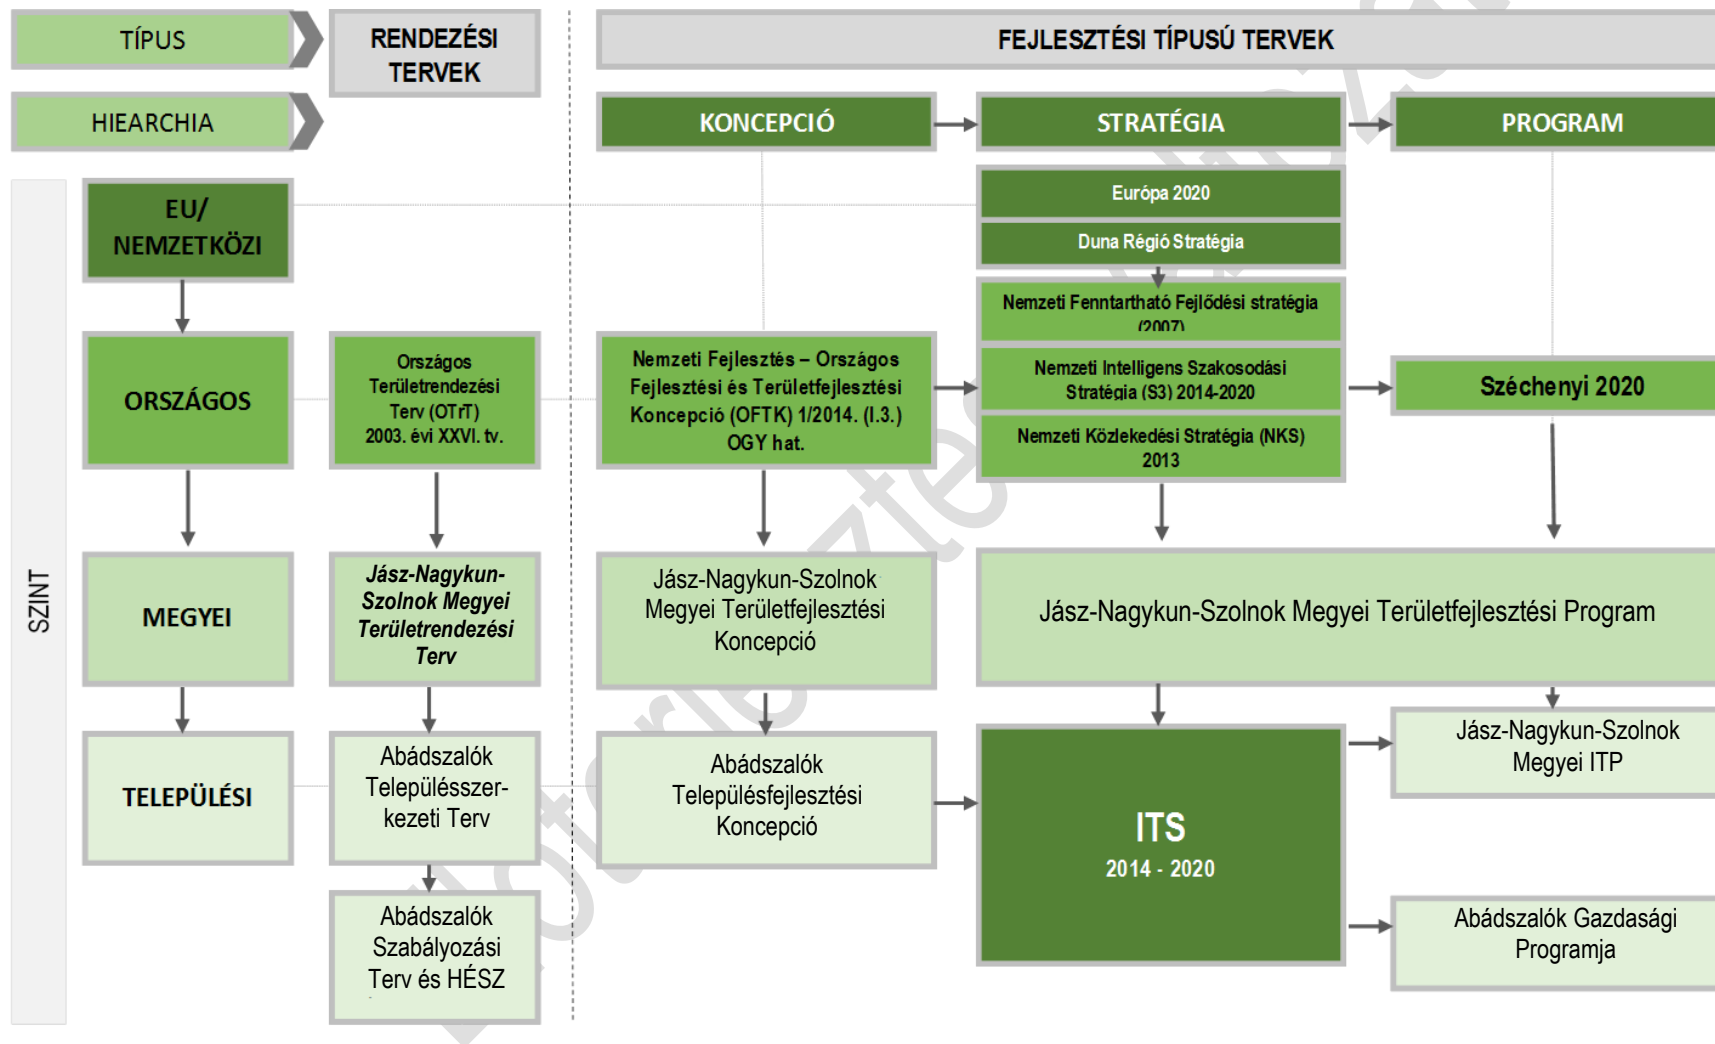 TÍPUS
RENDEZÉSI
TERVEK
FEJLESZTÉSI TÍPUSÚ TERVEK
HIEARCHIA
KONCEPCIÓ
STRATÉGIA
PROGRAM
SZINT
EU/
NEMZETKÖZI
Európa 2020
Duna Régió Stratégia
Nemzeti Fenntartható Fejlődési stratégia
(2007)
ORSZÁGOS
Országos
Területrendezési
Terv (OTrT)
2003. évi XXVI. tv.
Nemzeti Fejlesztés – Országos
Fejlesztési és Területfejlesztési
Koncepció (OFTK) 1/2014. (I.3.)
OGY hat.
Nemzeti Intelligens Szakosodási
Stratégia (S3) 2014-2020
Nemzeti Közlekedési Stratégia (NKS)
2013
Széchenyi 2020
MEGYEI
Jász-Nagykun-
Szolnok Megyei
Területrendezési
Terv
Jász-Nagykun-Szolnok
Megyei Területfejlesztési
Koncepció
Jász-Nagykun-Szolnok Megyei Területfejlesztési Program
TELEPÜLÉSI
Abádszalók
Településszer-
kezeti Terv
Abádszalók
Településfejlesztési
Koncepció
ITS
2014 - 2020
Jász-Nagykun-Szolnok
Megyei ITP
Abádszalók
Szabályozási
Terv és HÉSZ
Abádszalók Gazdasági
Programja